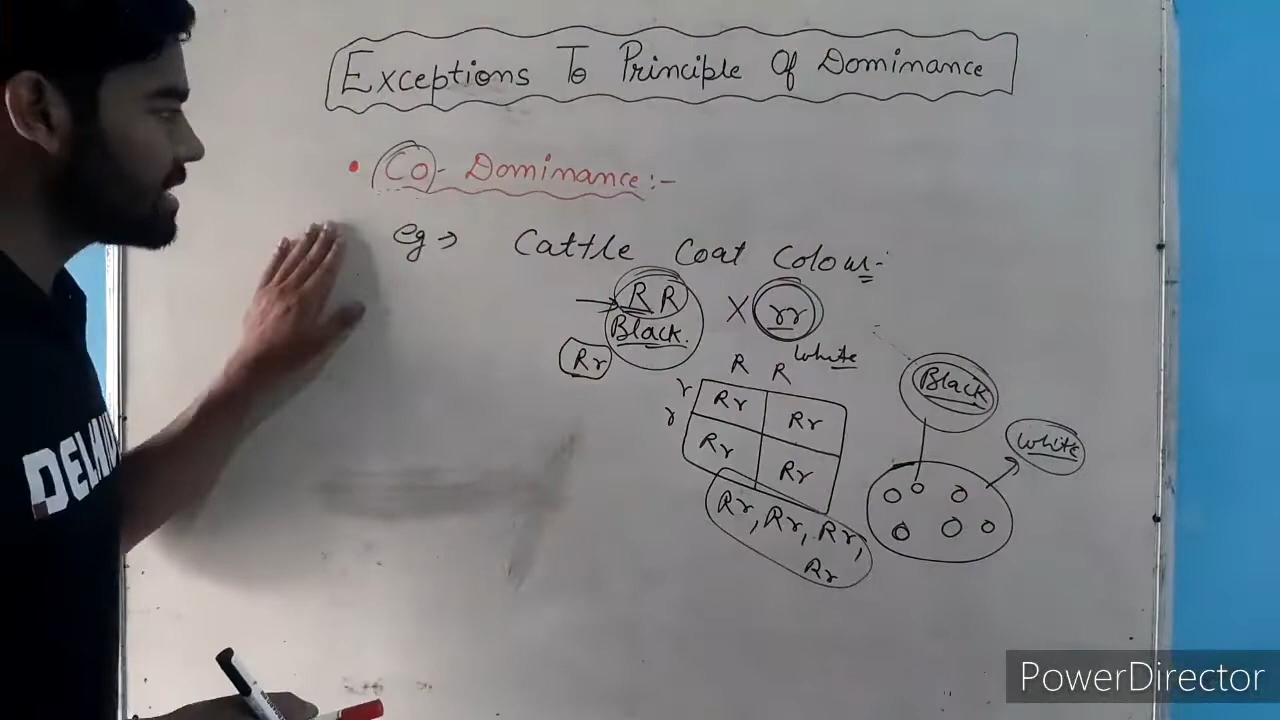 Exceptions To Principle Of Dominance
• Co-Dominance:-
eg → Cattle Coat Colour:-
RR X rr
Black. White
Rr
R R
r Rr Rr
r Rr Rr
Rr, Rr, Rr,
Rr
Black
White
PowerDirector